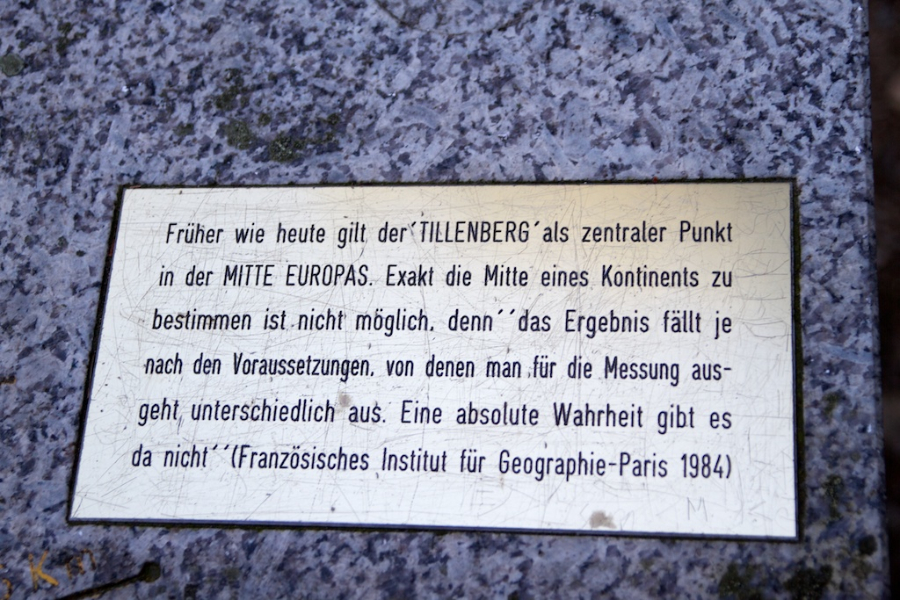 Früher wie heute gilt der ´TILLENBERG´ als zentraler Punkt
in der MITTE EUROPAS. Exakt die Mitte eines Kontinents zu
bestimmen ist nicht möglich. denn ´´das Ergebnis fällt je
nach den Voraussetzungen, von denen man für die Messung aus-
geht unterschiedlich aus. Eine absolute Wahrheit gibt es
da nicht´´ (Französisches Institut für Geographie-Paris 1984)
M
Km